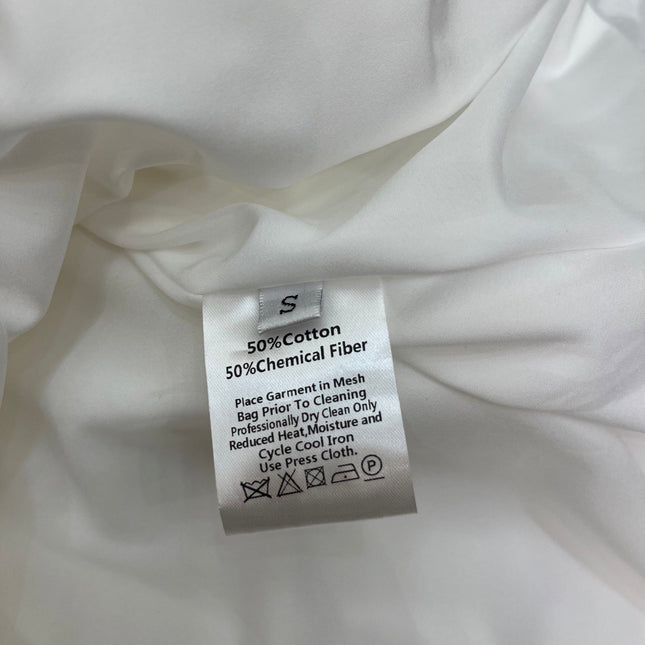 S
50%Cotton
50%Chemical Fiber
Place Garment in Mesh
Bag Prior To Cleaning
Professionally Dry Clean Only
Reduced Heat,Moisture and
Cycle Cool Iron
Use Press Cloth.
P